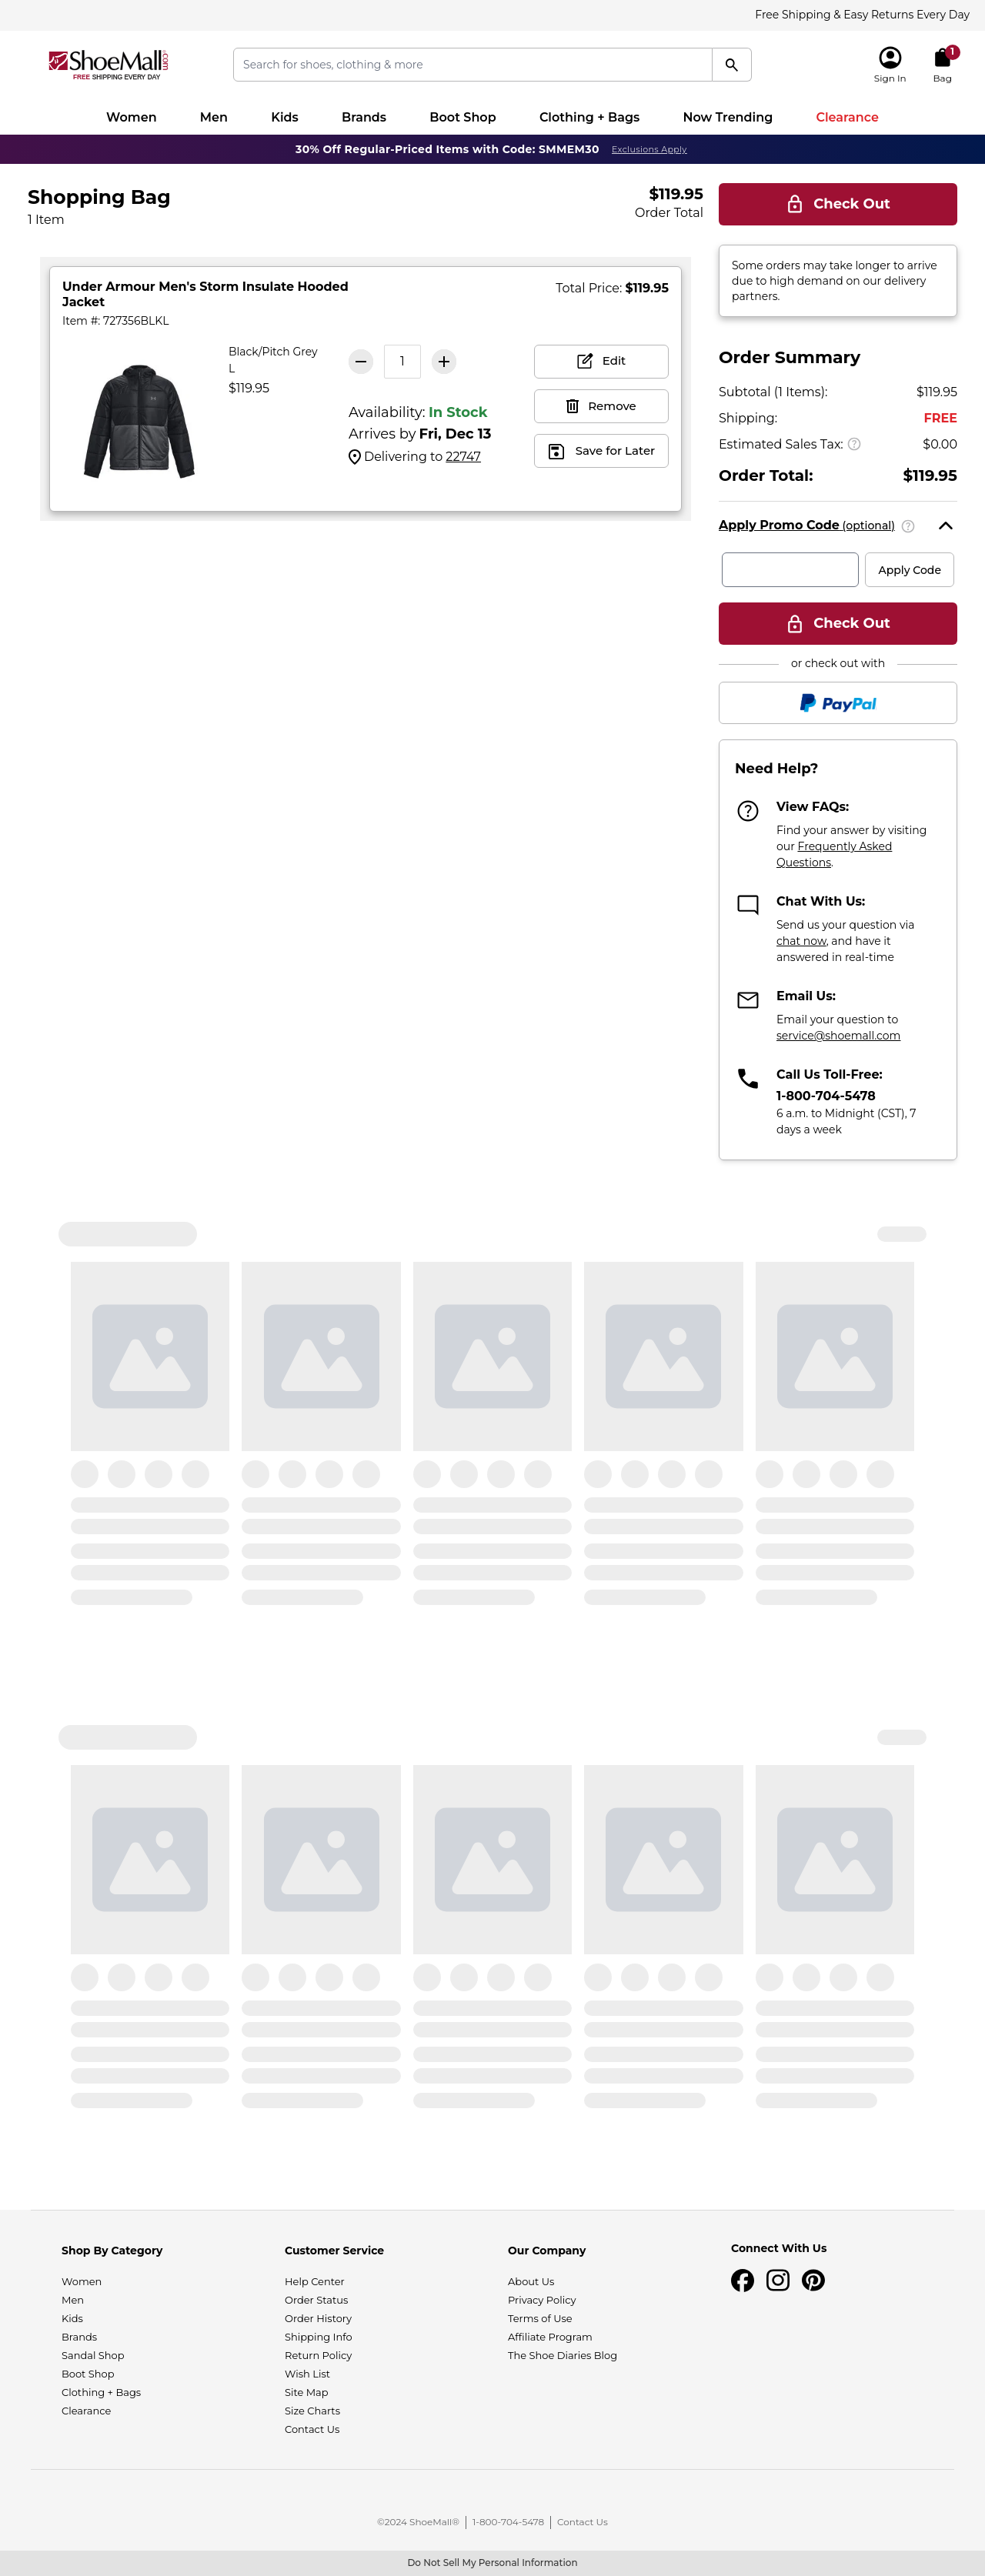 Free Shipping & Easy Returns Every Day
ShoeMall.com
FREE SHIPPING EVERY DAY
Search for shoes, clothing & more
Sign In
1
Bag
Women Men Kids Brands Boot Shop Clothing + Bags Now Trending Clearance
30% Off Regular-Priced Items with Code: SMMEM30 Exclusions Apply
Shopping Bag
1 Item
$119.95
Order Total
Under Armour Men's Storm Insulate Hooded
Jacket
Item #: 727356BLKL
Total Price: $119.95
Black/Pitch Grey
L
$119.95
1
Availability: In Stock
Arrives by Fri, Dec 13
Delivering to 22747
Edit
Remove
Save for Later
Check Out
Some orders may take longer to arrive
due to high demand on our delivery
partners.
Order Summary
Subtotal (1 Items): $119.95
Shipping: FREE
Estimated Sales Tax: ? $0.00
Order Total: $119.95
Apply Promo Code (optional) ?
Apply Code
Check Out
or check out with
PayPal
Need Help?
View FAQs:
Find your answer by visiting
our Frequently Asked
Questions.
Chat With Us:
Send us your question via
chat now, and have it
answered in real-time
Email Us:
Email your question to
service@shoemall.com
Call Us Toll-Free:
1-800-704-5478
6 a.m. to Midnight (CST), 7
days a week
Shop By Category
Women
Men
Kids
Brands
Sandal Shop
Boot Shop
Clothing + Bags
Clearance
Customer Service
Help Center
Order Status
Order History
Shipping Info
Return Policy
Wish List
Site Map
Size Charts
Contact Us
Our Company
About Us
Privacy Policy
Terms of Use
Affiliate Program
The Shoe Diaries Blog
Connect With Us
©2024 ShoeMall® | 1-800-704-5478 | Contact Us
Do Not Sell My Personal Information